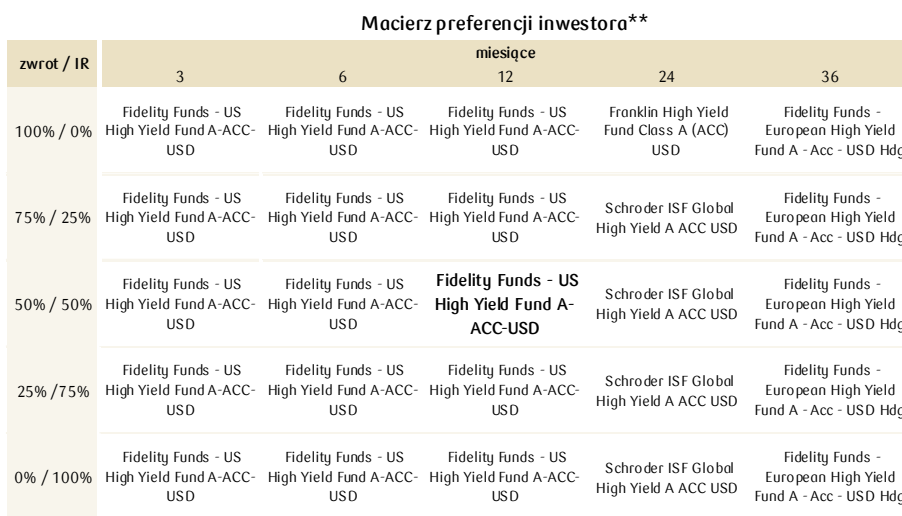 Macierz preferencji inwestora**
zwrot / IR
miesiące
3 6 12 24 36
100% / 0%
Fidelity Funds - US
High Yield Fund A-ACC-
USD
Fidelity Funds - US
High Yield Fund A-ACC-
USD
Fidelity Funds - US
High Yield Fund A-ACC-
USD
Franklin High Yield
Fund Class A (ACC)
USD
Fidelity Funds -
European High Yield
Fund A - Acc - USD Hdg
75% / 25%
Fidelity Funds - US
High Yield Fund A-ACC-
USD
Fidelity Funds - US
High Yield Fund A-ACC-
USD
Fidelity Funds - US
High Yield Fund A-ACC-
USD
Schroder ISF Global
High Yield A ACC USD
Fidelity Funds -
European High Yield
Fund A - Acc - USD Hdg
50% / 50%
Fidelity Funds - US
High Yield Fund A-ACC-
USD
Fidelity Funds - US
High Yield Fund A-ACC-
USD
Fidelity Funds - US
High Yield Fund A-
ACC-USD
Schroder ISF Global
High Yield A ACC USD
Fidelity Funds -
European High Yield
Fund A - Acc - USD Hdg
25% /75%
Fidelity Funds - US
High Yield Fund A-ACC-
USD
Fidelity Funds - US
High Yield Fund A-ACC-
USD
Fidelity Funds - US
High Yield Fund A-ACC-
USD
Schroder ISF Global
High Yield A ACC USD
Fidelity Funds -
European High Yield
Fund A - Acc - USD Hdg
0% / 100%
Fidelity Funds - US
High Yield Fund A-ACC-
USD
Fidelity Funds - US
High Yield Fund A-ACC-
USD
Fidelity Funds - US
High Yield Fund A-ACC-
USD
Schroder ISF Global
High Yield A ACC USD
Fidelity Funds -
European High Yield
Fund A - Acc - USD Hdg